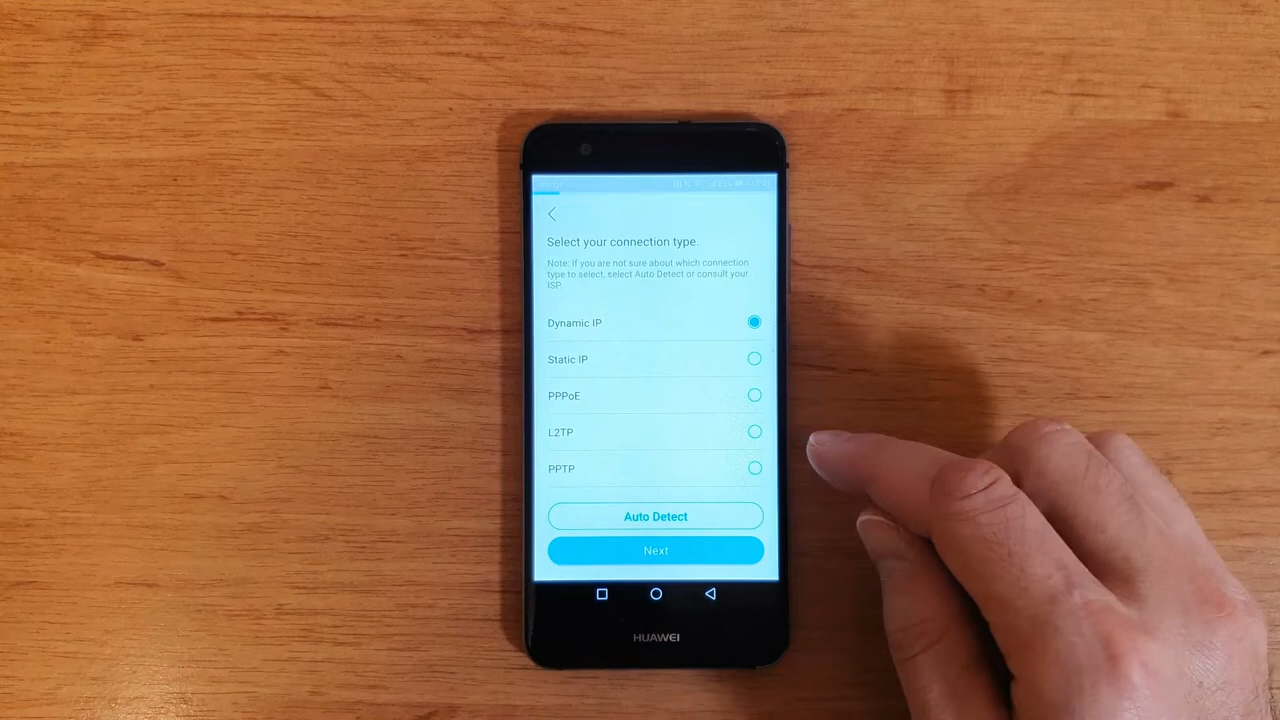 Select your connection type.
Note: If you are not sure about which connection
type to select, select Auto Detect or consult your
ISP.
Dynamic IP
Static IP
PPPoE
L2TP
PPTP
Auto Detect
Next
HUAWEI